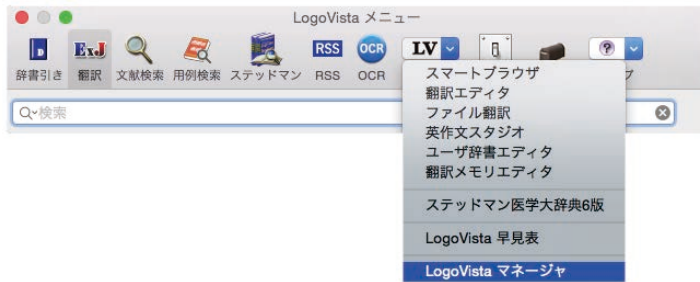 LogoVista メニュー
ExJ RSS OCR LV ?
辞書引き 翻訳 文献検索 用例検索 ステッドマン RSS OCR
検索
スマートブラウザ
翻訳エディタ
ファイル翻訳
英作文スタジオ
ユーザ辞書エディタ
翻訳メモリエディタ
ステッドマン医学大辞典6版
LogoVista 早見表
LogoVista マネージャ